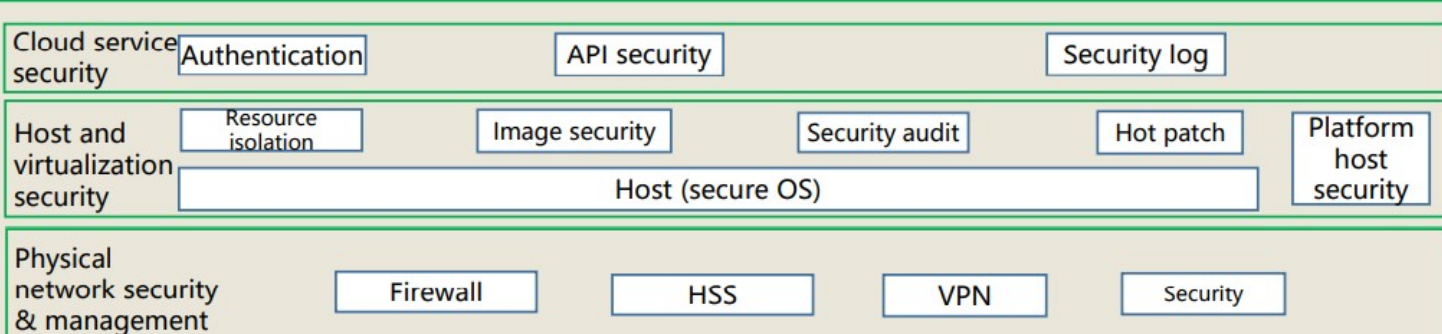 Cloud service
security
Authentication
API security
Security log
Host and
virtualization
security
Resource
isolation
Image security
Security audit
Hot patch
Platform
host
security
Host (secure OS)
Physical
network security
& management
Firewall
HSS
VPN
Security